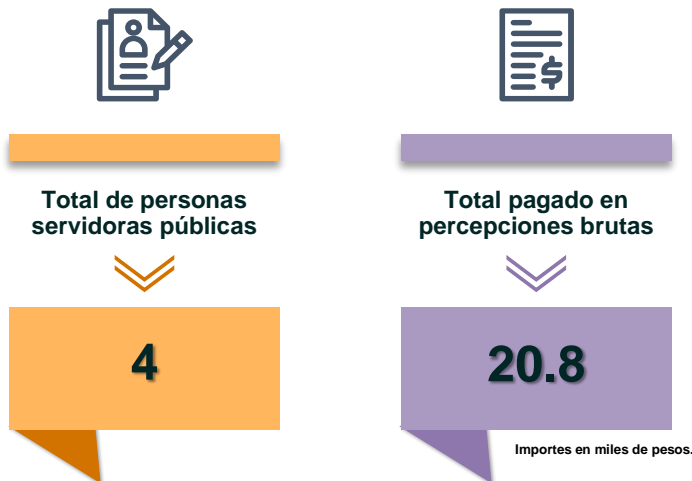 Total de personas
servidoras públicas
4
Total pagado en
percepciones brutas
20.8
Importes en miles de pesos.